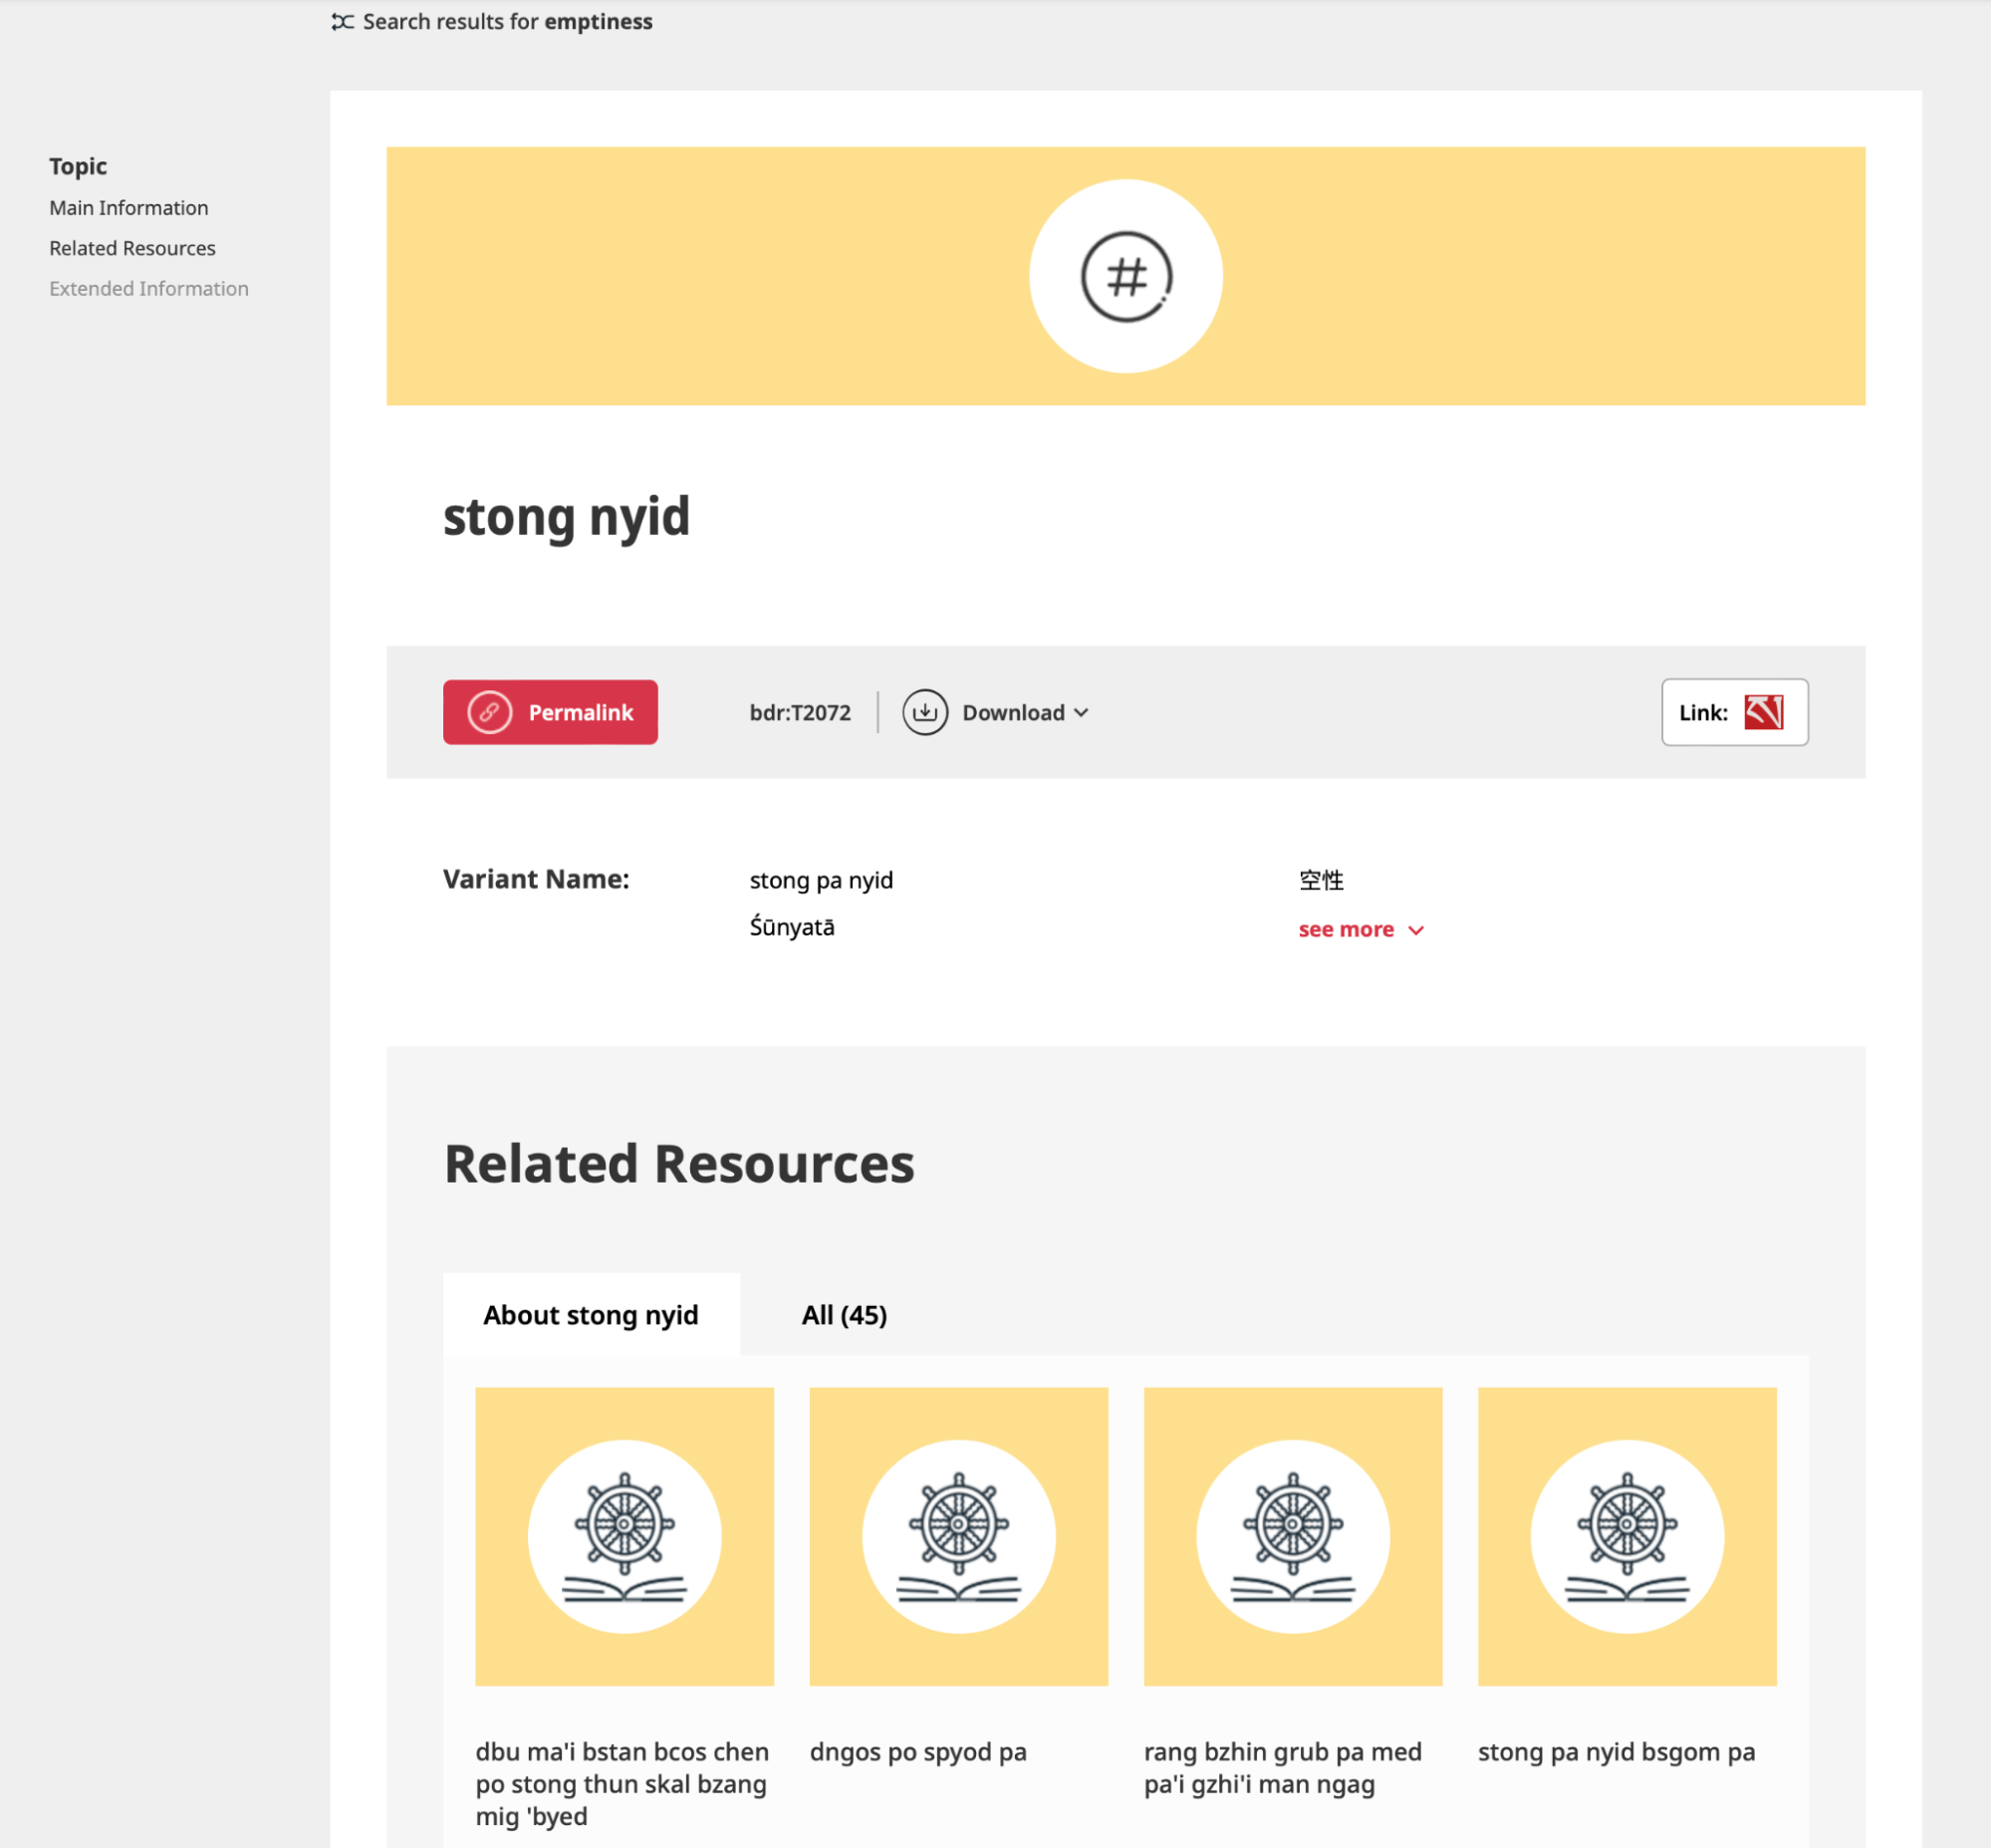 Search results for emptiness
Topic
Main Information
Related Resources
Extended Information
#
stong nyid
Permalink
bdr:T2072
Download
Link:
Variant Name:
stong pa nyid
空性
Śūnyatā
see more
Related Resources
About stong nyid
All (45)
dbu ma'i bstan bcos chen
po stong thun skal bzang
mig 'byed
dngos po spyod pa
rang bzhin grub pa med
pa'i gzhi'i man ngag
stong pa nyid bsgom pa